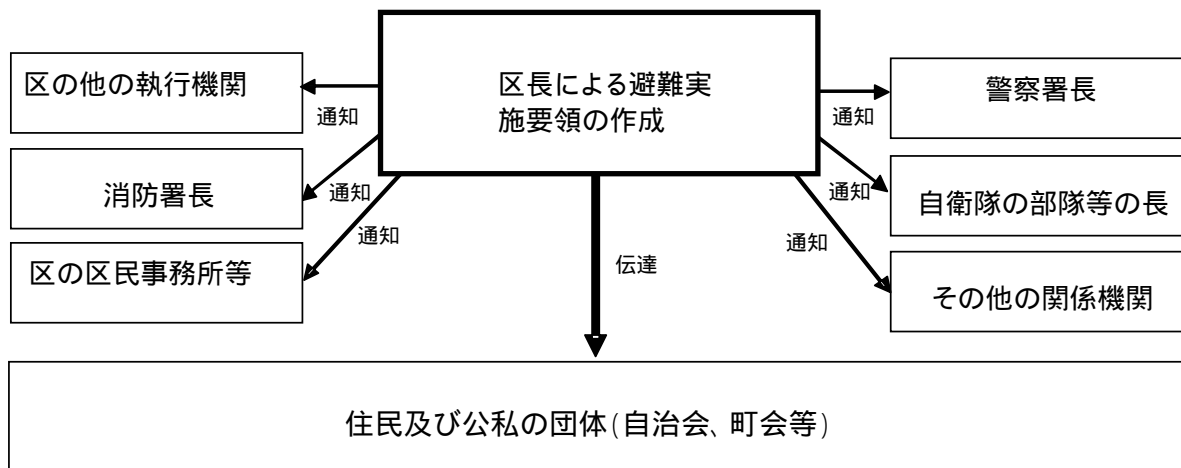 区長による避難実
施要領の作成
区の他の執行機関
通知
消防署長
通知
区の区民事務所等
通知
警察署長
通知
自衛隊の部隊等の長
通知
その他の関係機関
通知
伝達
住民及び公私の団体(自治会、町会等)